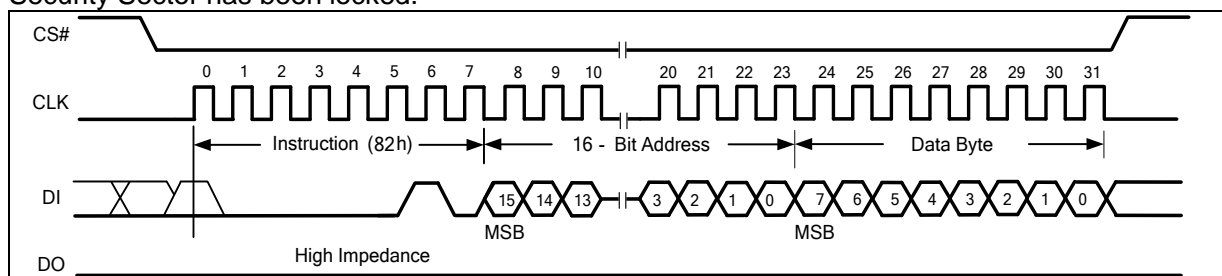 Security Sector has been locked.
CS#
0 1 2 3 4 5 6 7 8 9 10 20 21 22 23 24 25 26 27 28 29 30 31
CLK
Instruction (82h) 16 - Bit Address Data Byte
DI 15 14 13 3 2 1 0 7 6 5 4 3 2 1 0
MSB MSB
High Impedance
DO